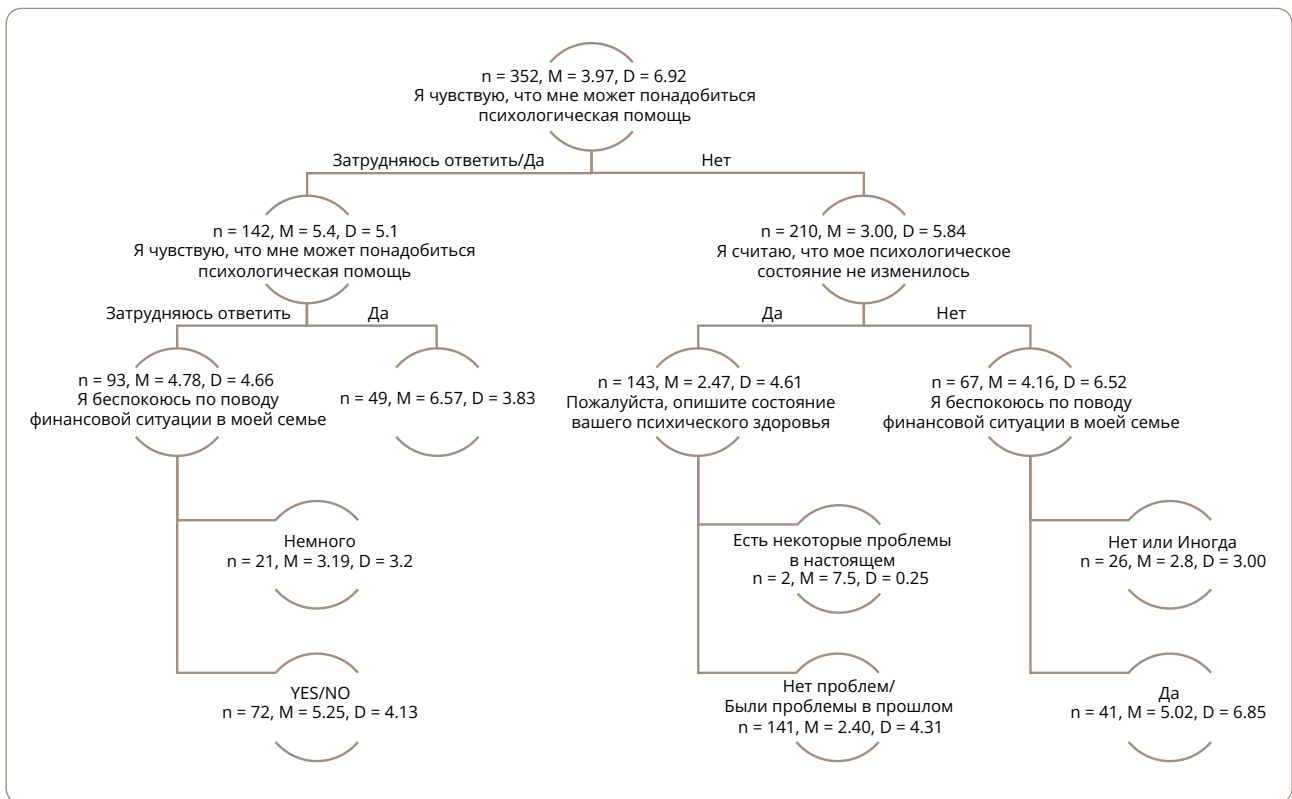 n = 352, M = 3.97, D = 6.92
Я чувствую, что мне может понадобиться
психологическая помощь
Затрудняюсь ответить/Да
Нет
n = 142, M = 5.4, D = 5.1
Я чувствую, что мне может понадобиться
психологическая помощь
n = 210, M = 3.00, D = 5.84
Я считаю, что мое психологическое
состояние не изменилось
Затрудняюсь ответить
Да
Да
Нет
n = 93, M = 4.78, D = 4.66
Я беспокоюсь по поводу
финансовой ситуации в моей семье
n = 49, M = 6.57, D = 3.83
n = 143, M = 2.47, D = 4.61
Пожалуйста, опишите состояние
вашего психического здоровья
n = 67, M = 4.16, D = 6.52
Я беспокоюсь по поводу
финансовой ситуации в моей семье
Немного
n = 21, M = 3.19, D = 3.2
Есть некоторые проблемы
в настоящем
n = 2, M = 7.5, D = 0.25
Нет или Иногда
n = 26, M = 2.8, D = 3.00
YES/NO
n = 72, M = 5.25, D = 4.13
Нет проблем/
Были проблемы в прошлом
n = 141, M = 2.40, D = 4.31
Да
n = 41, M = 5.02, D = 6.85